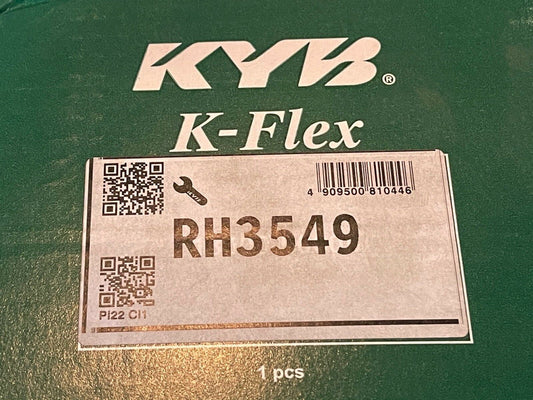 KYB®
K-Flex
4 909500 810446
RH3549
PI22 CI1
1 pcs